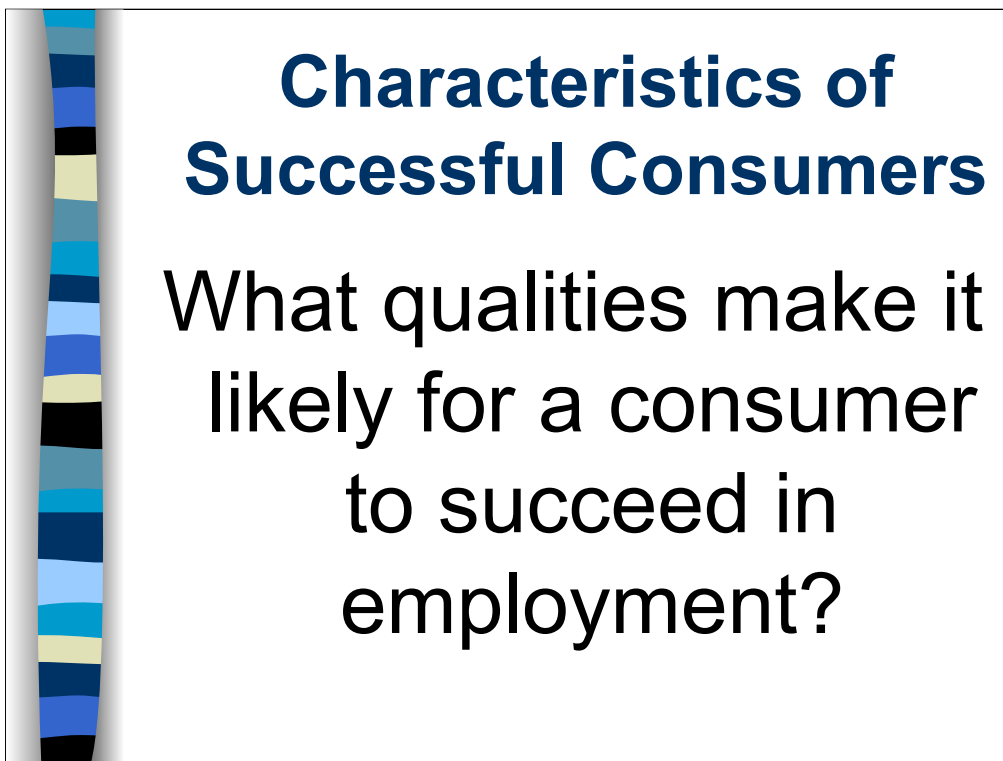 Characteristics of
Successful Consumers
What qualities make it
likely for a consumer
to succeed in
employment?